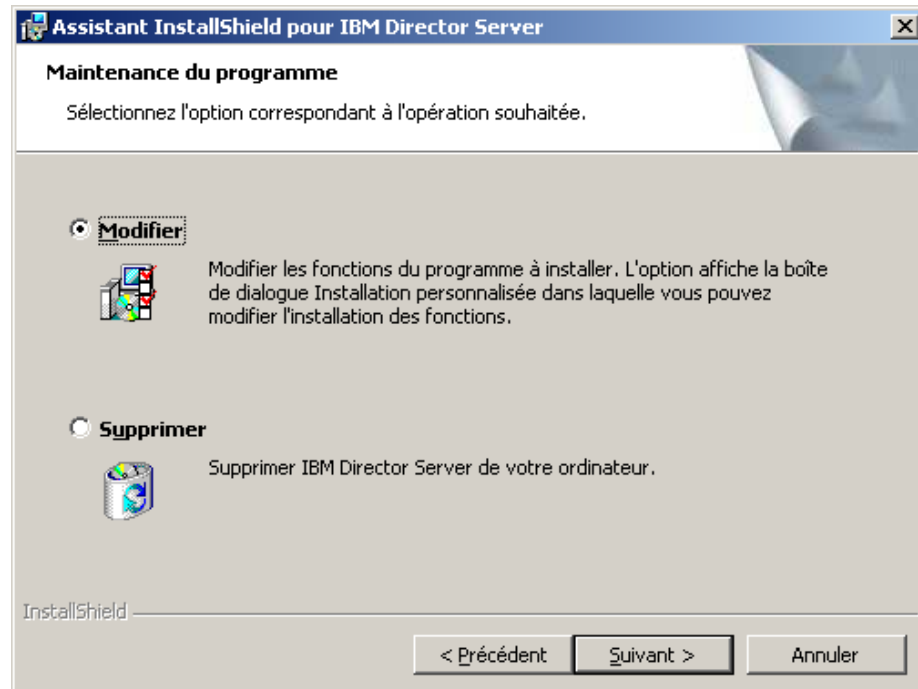 Assistant InstallShield pour IBM Director Server
Maintenance du programme
Sélectionnez l'option correspondant à l'opération souhaitée.
Modifier
Modifier les fonctions du programme à installer. L'option affiche la boîte
de dialogue Installation personnalisée dans laquelle vous pouvez
modifier l'installation des fonctions.
Supprimer
Supprimer IBM Director Server de votre ordinateur.
InstallShield
< Précédent
Suivant >
Annuler